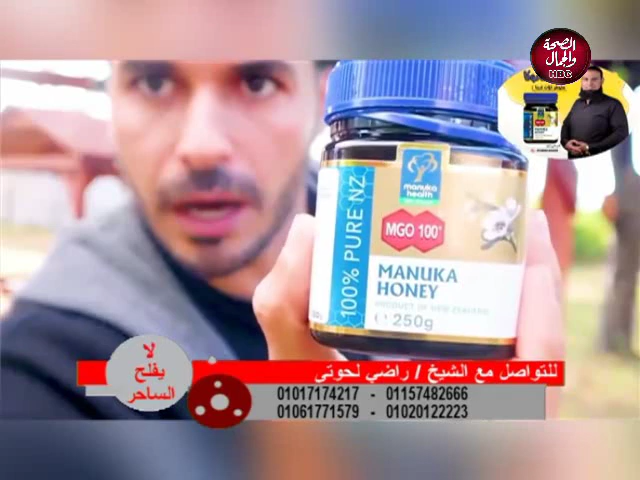 الصحة
والجمال
HBC
manuka
health
MGO 100+
100% PURE NZ
MANUKA
HONEY
PRODUCT OF NEW ZEALAND
250g
لا
يفلح
الساحر
للتواصل مع الشيخ / راضي لحوتي
01017174217 - 01157482666
01061771579 - 01020122223